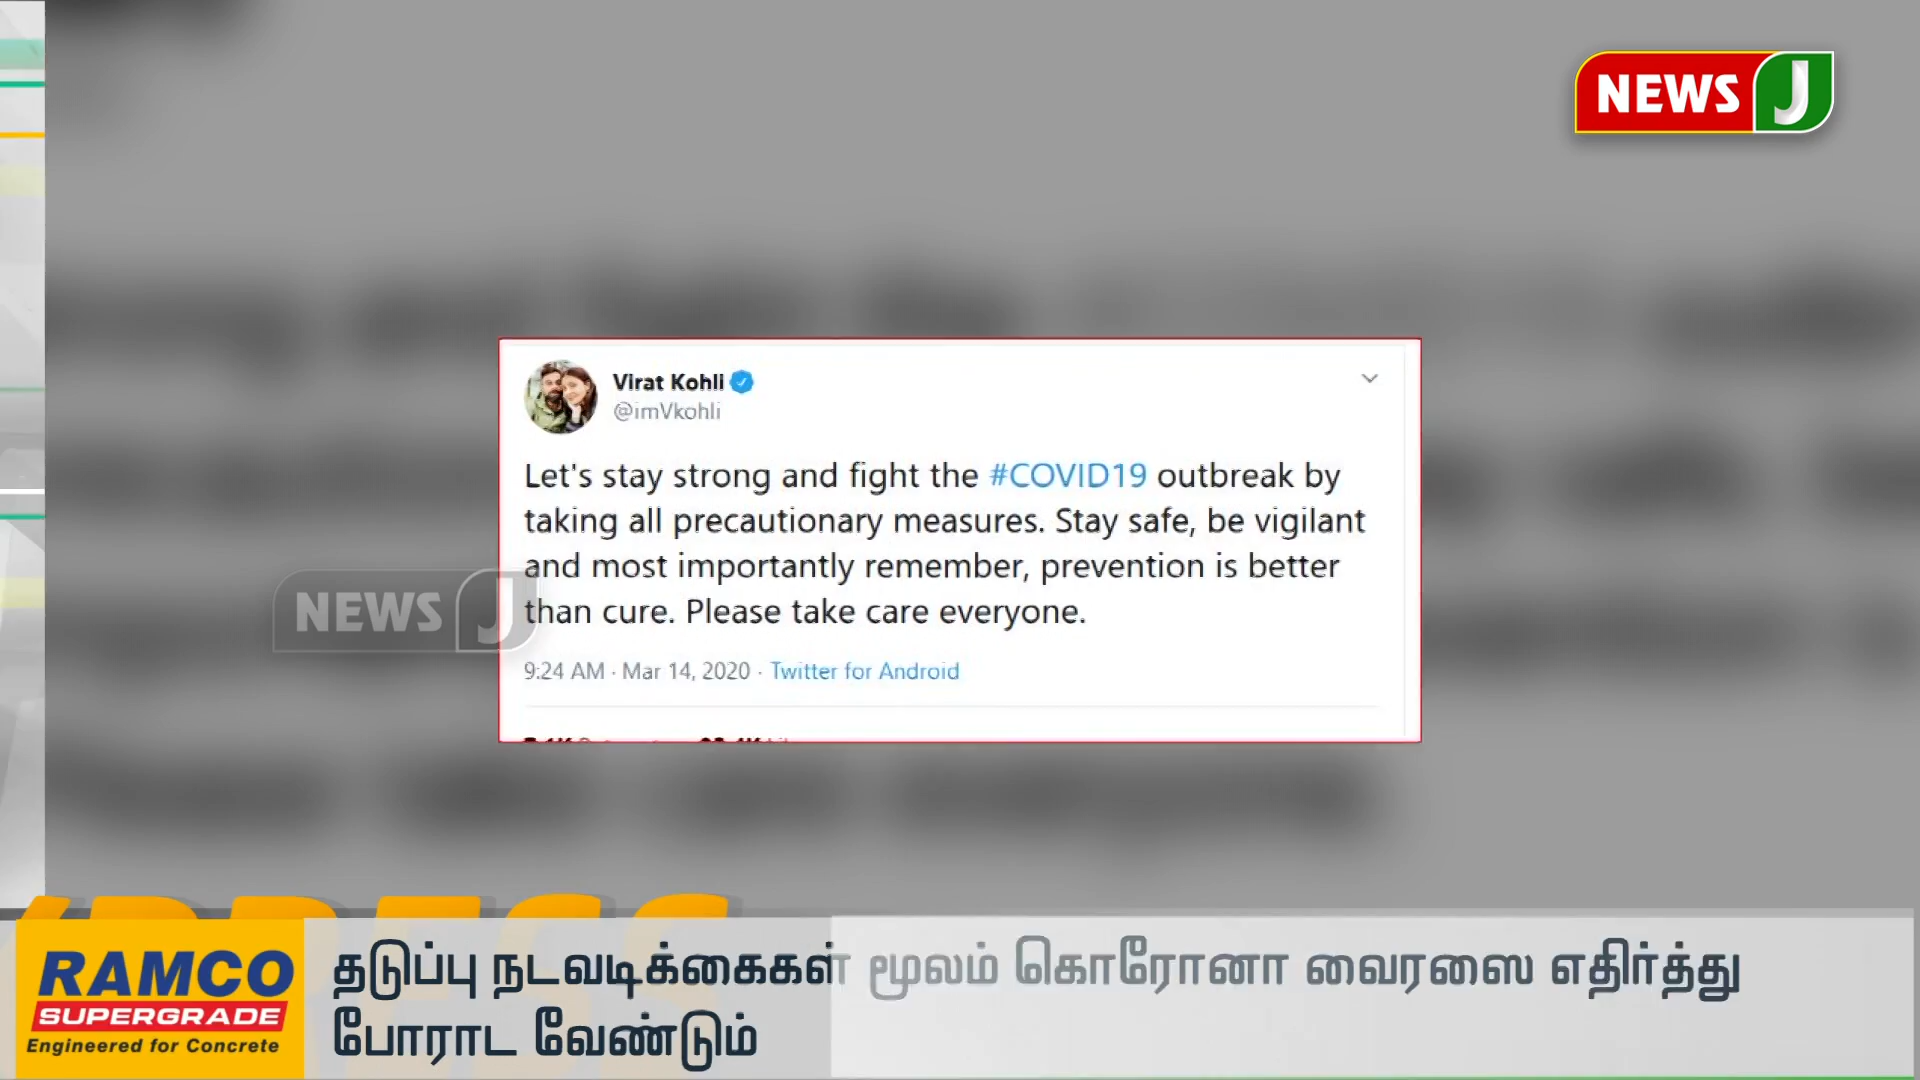 NEWS J
Virat Kohli
@imVkohli
Let's stay strong and fight the #COVID19 outbreak by
taking all precautionary measures. Stay safe, be vigilant
and most importantly remember, prevention is better
than cure. Please take care everyone.
NEWS J
9:24 AM · Mar 14, 2020 · Twitter for Android
RAMCO
SUPERGRADE
Engineered for Concrete
தடுப்பு நடவடிக்கைகள் மூலம் கொரோனா வைரஸை எதிர்த்து
போராட வேண்டும்